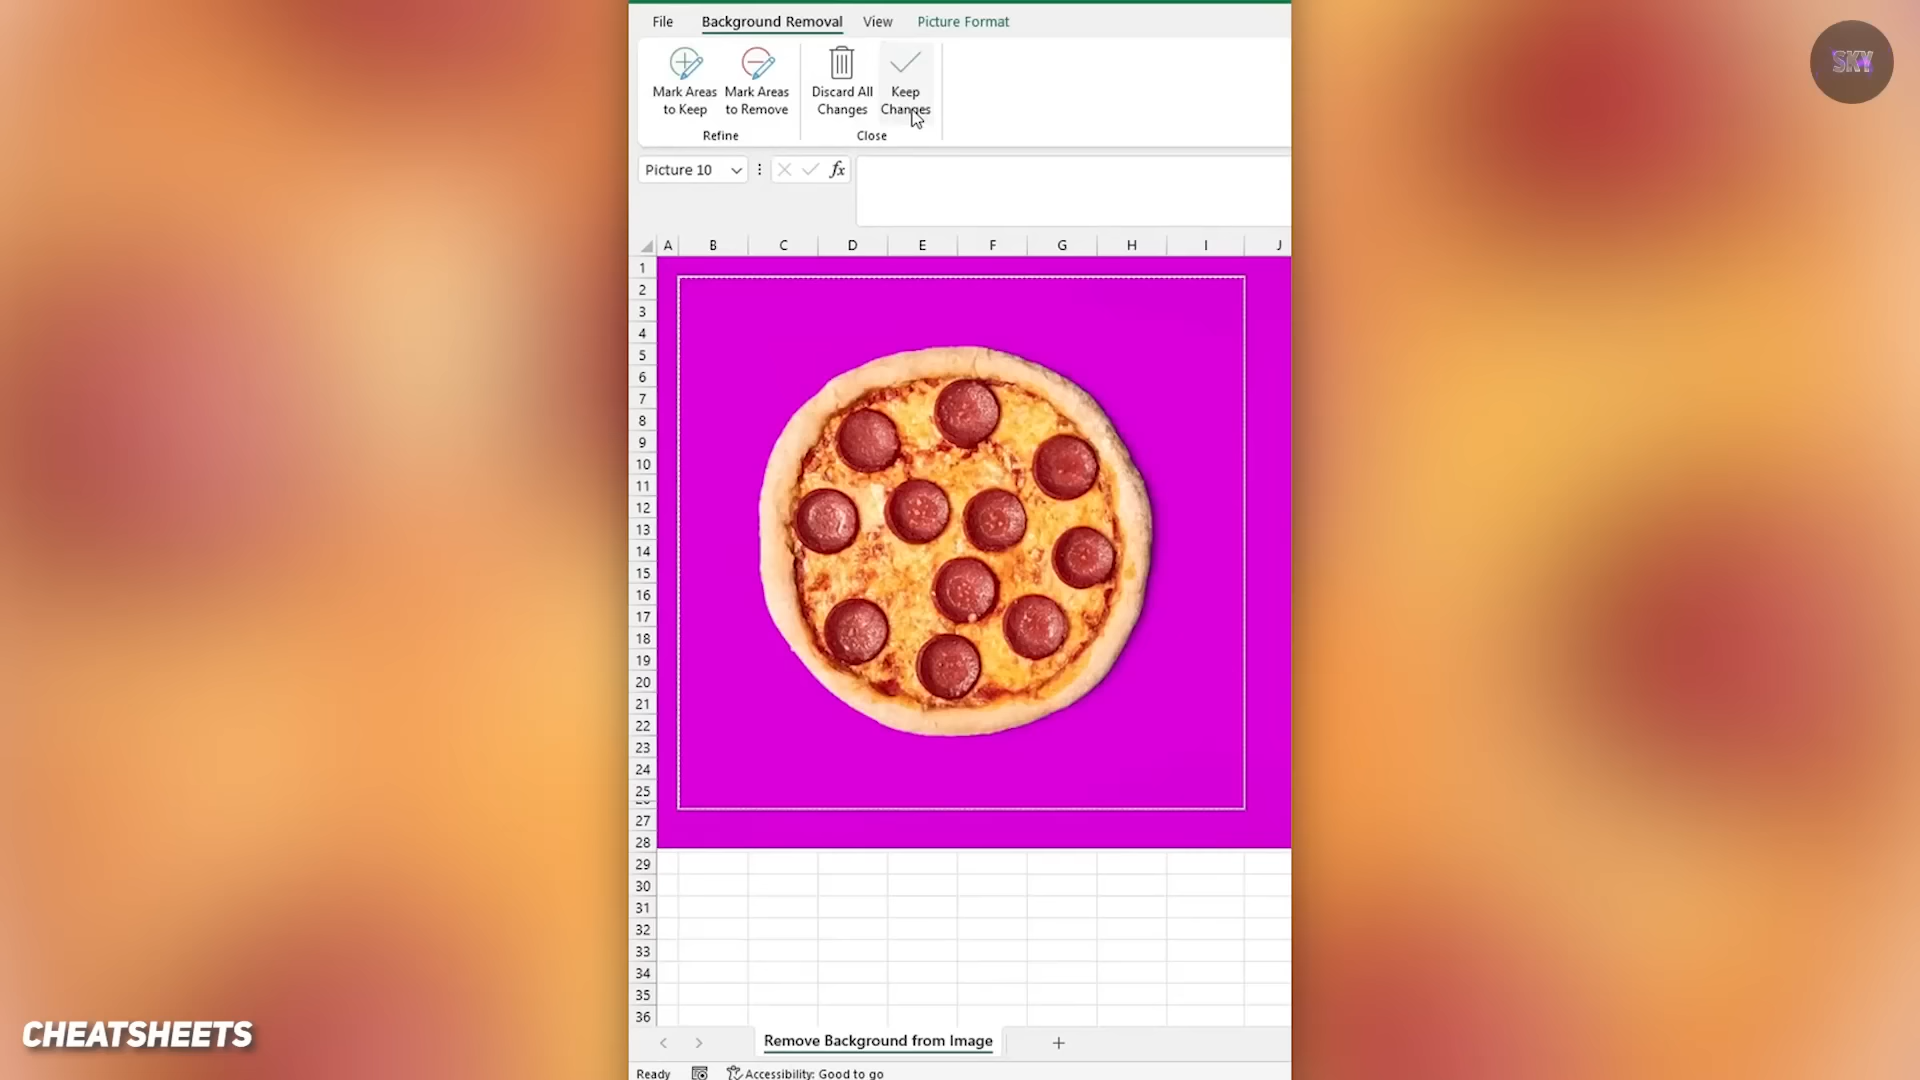 File Background Removal View Picture Format
SKY
Mark Areas to Keep
Mark Areas to Remove
Discard All Changes
Keep Changes
Refine
Close
Picture 10
fx
A B C D E F G H I J
1
2
3
4
5
6
7
8
9
10
11
12
13
14
15
16
17
18
19
20
21
22
23
24
25
27
28
29
30
31
32
33
34
35
36
CHEATSHEETS
Remove Background from Image
Ready
Accessibility: Good to go